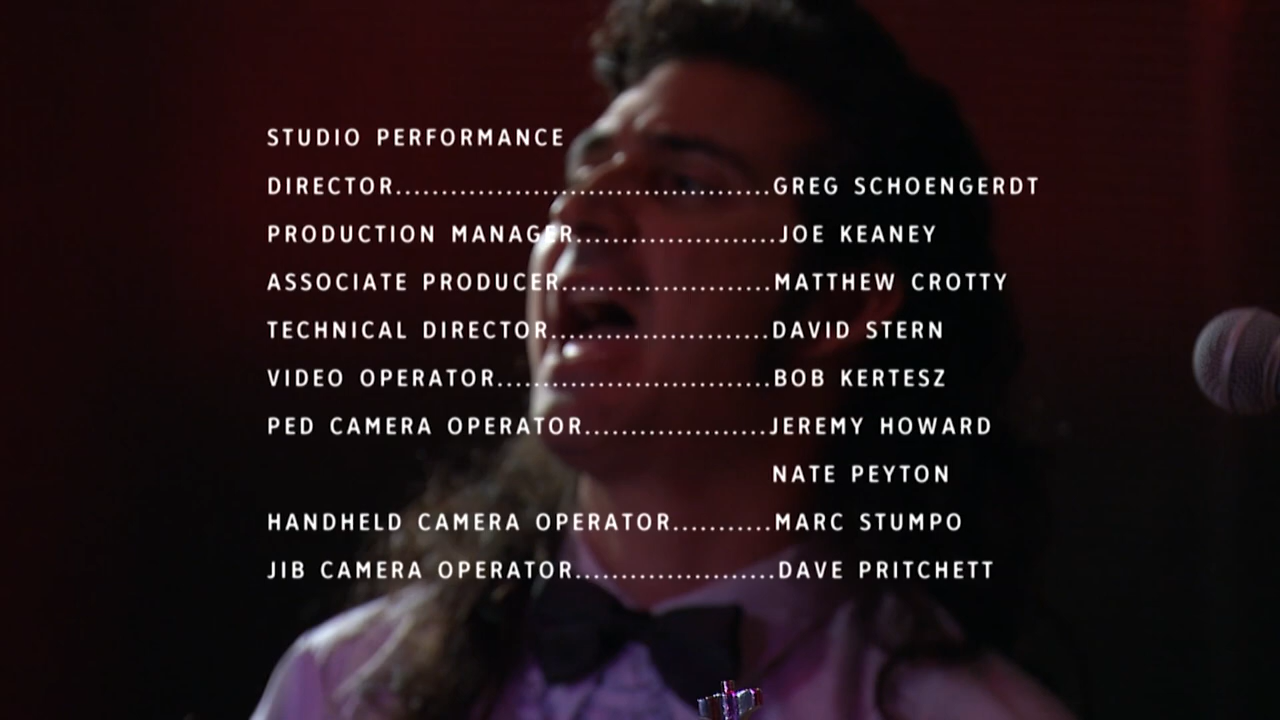 STUDIO PERFORMANCE
DIRECTOR.........................................GREG SCHOENGERDT
PRODUCTION MANAGER......................JOE KEANEY
ASSOCIATE PRODUCER.......................MATTHEW CROTTY
TECHNICAL DIRECTOR........................DAVID STERN
VIDEO OPERATOR..............................BOB KERTESZ
PED CAMERA OPERATOR....................JEREMY HOWARD
NATE PEYTON
HANDHELD CAMERA OPERATOR...........MARC STUMPO
JIB CAMERA OPERATOR......................DAVE PRITCHETT